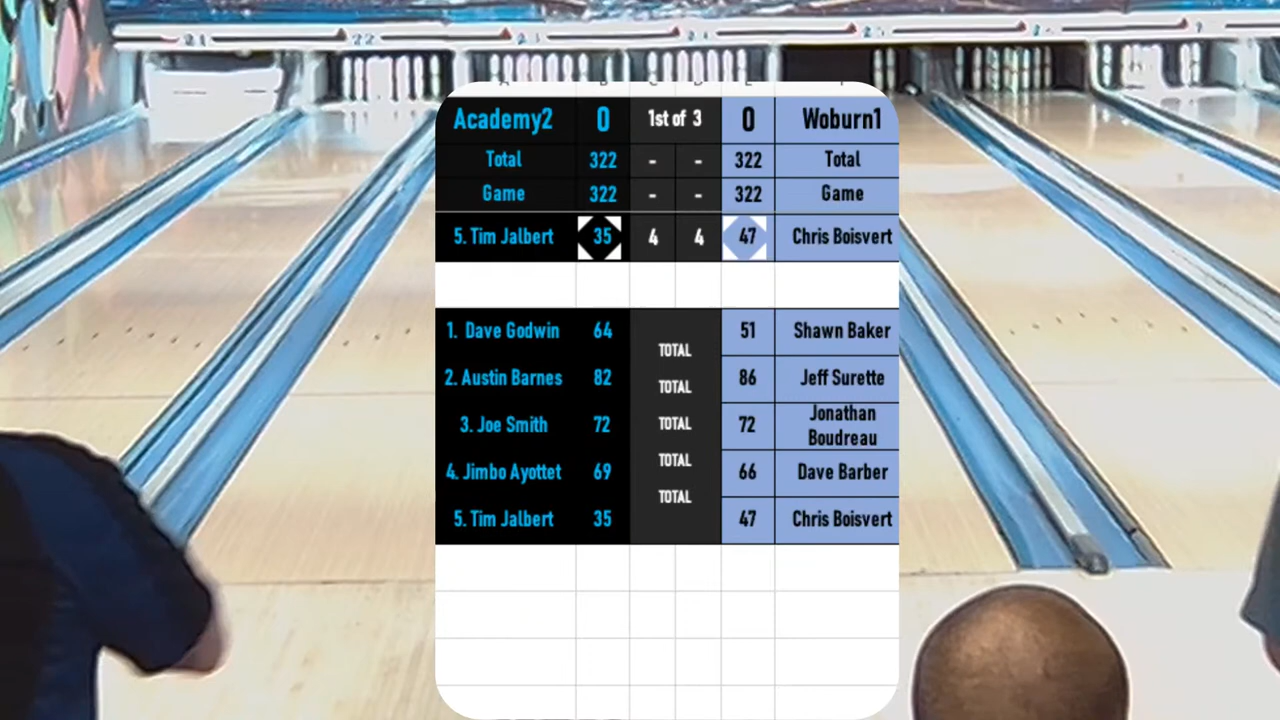 21 22
Academy2 0 1st of 3 0 Woburn1
Total 322 - - 322 Total
Game 322 - - 322 Game
5. Tim Jalbert 35 4 4 47 Chris Boisvert
1. Dave Godwin 64 TOTAL 51 Shawn Baker
2. Austin Barnes 82 TOTAL 86 Jeff Surette
3. Joe Smith 72 TOTAL 72 Jonathan
Boudreau
4. Jimbo Ayottet 69 TOTAL 66 Dave Barber
5. Tim Jalbert 35 TOTAL 47 Chris Boisvert